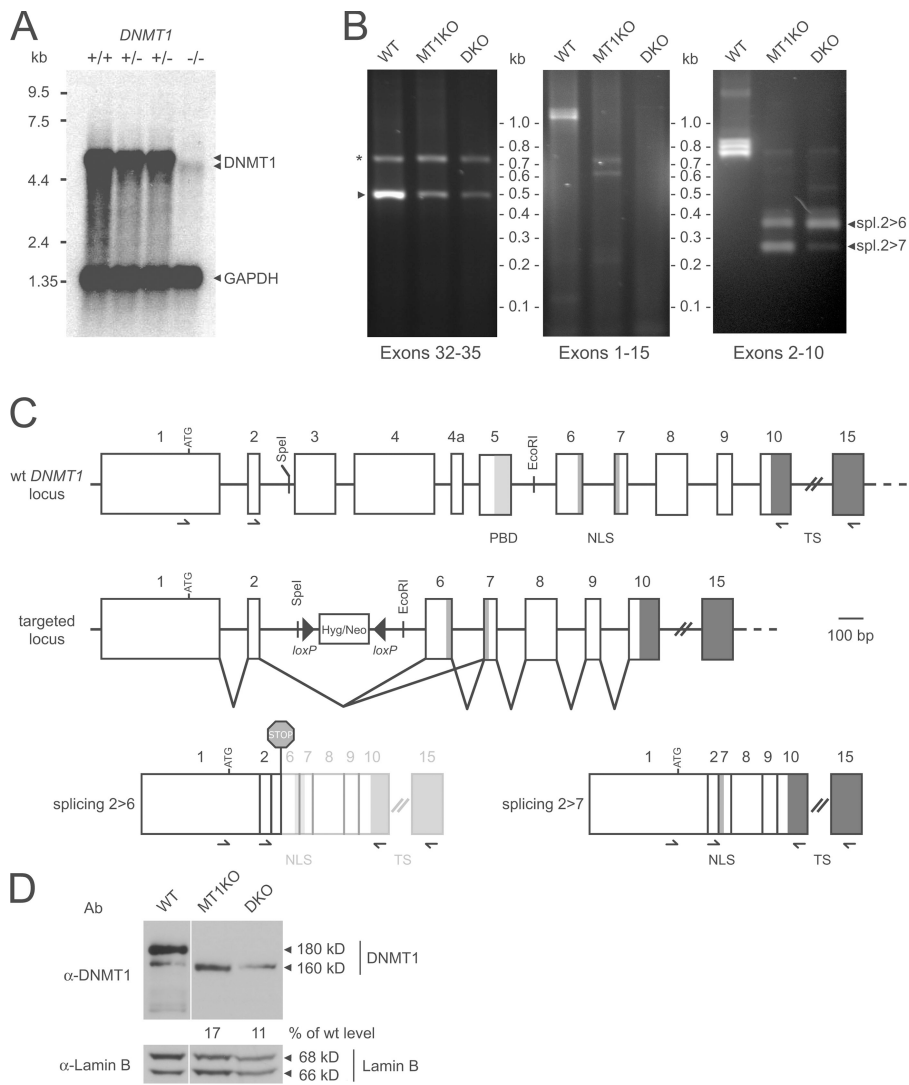 A
DNMT1
kb +/+ +/- +/- -/-
9.5
7.5
4.4
2.4
1.35
DNMT1
GAPDH
B
WT MT1KO DKO
kb
WT MT1KO DKO
kb
WT MT1KO DKO
*
- 1.0 -
- 0.7 -
- 0.6 -
- 0.5 -
- 0.4 -
- 0.3 -
- 0.2 -
- 0.1 -
- 1.0 -
- 0.7 -
- 0.6 -
- 0.5 -
- 0.4 -
- 0.3 -
- 0.2 -
- 0.1 -
spl.2>6
spl.2>7
Exons 32-35
Exons 1-15
Exons 2-10
C
1 ATG 2 SpeI 3 4 4a 5 EcoRI 6 7 8 9 10 15
wt DNMT1
locus
PBD NLS TS
1 ATG 2 SpeI EcoRI 6 7 8 9 10 15
targeted
locus
Hyg/Neo
loxP loxP
100 bp
STOP
1 ATG 2 6 7 8 9 10 15
splicing 2>6
NLS TS
1 ATG 2 7 8 9 10 15
splicing 2>7
NLS TS
D
Ab WT MT1KO DKO
α-DNMT1
180 kD
160 kD
DNMT1
17 11 % of wt level
α-Lamin B
68 kD
66 kD
Lamin B